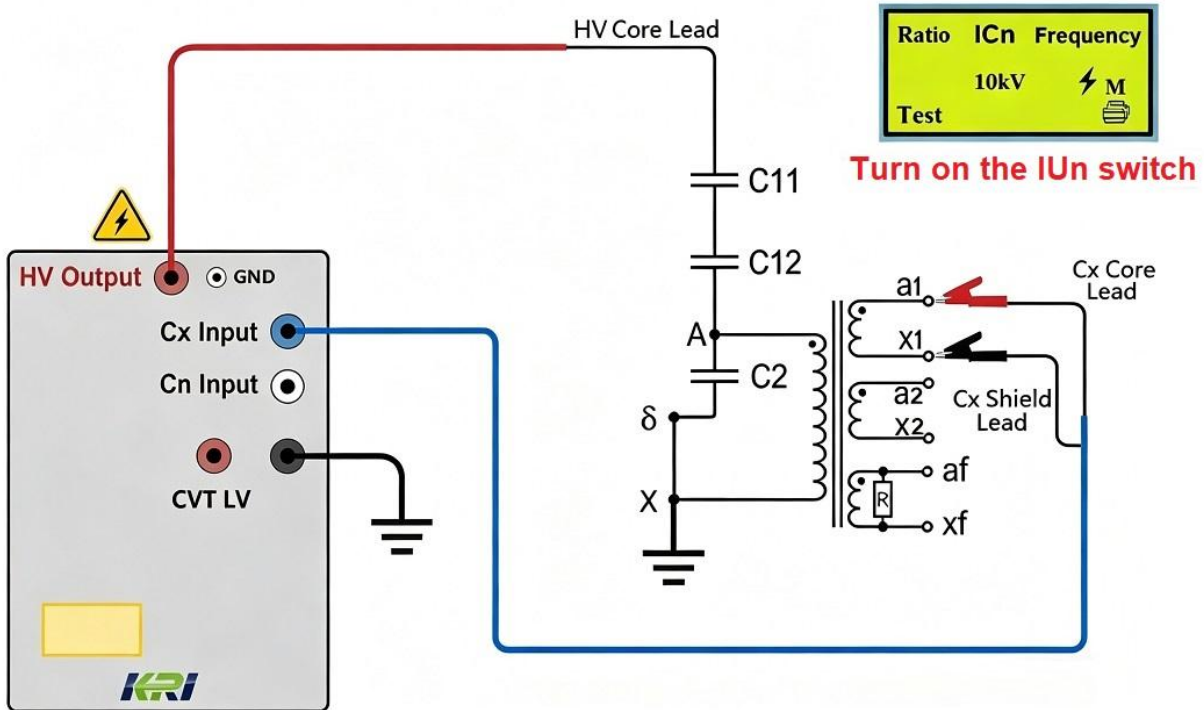 HV Core Lead
Ratio ICn Frequency
10kV M
Test
Turn on the IUn switch
HV Output
GND
Cx Input
Cn Input
CVT LV
KRI
C11
C12
A
C2
δ
X
a1
X1
a2
X2
af
R
xf
Cx Core
Lead
Cx Shield
Lead